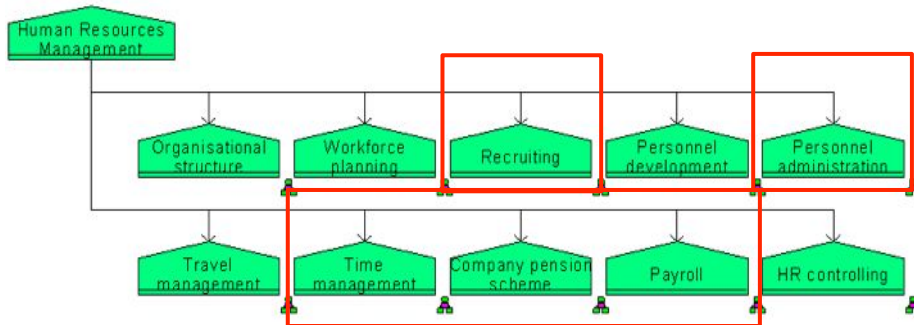 Human Resources
Management
Organisational
structure
Workforce
planning
Recruiting
Personnel
development
Personnel
administration
Travel
management
Time
management
Company pension
scheme
Payroll
HR controlling